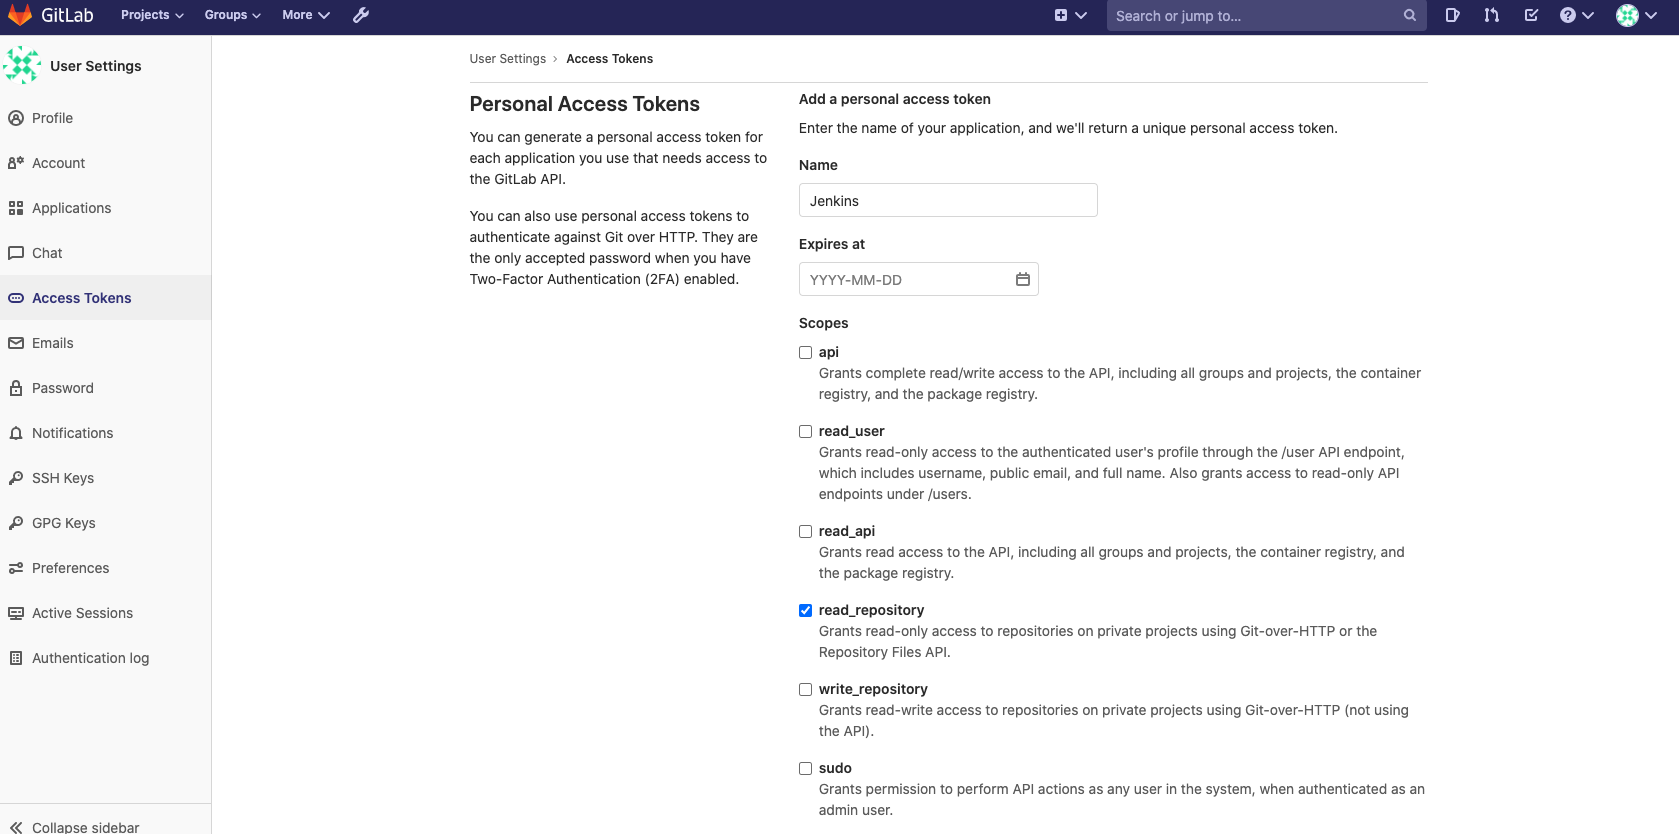 GitLab
Projects
Groups
More
Search or jump to...
User Settings
Profile
Account
Applications
Chat
Access Tokens
Emails
Password
Notifications
SSH Keys
GPG Keys
Preferences
Active Sessions
Authentication log
Collapse sidebar
User Settings › Access Tokens
Personal Access Tokens
You can generate a personal access token for
each application you use that needs access to
the GitLab API.
You can also use personal access tokens to
authenticate against Git over HTTP. They are
the only accepted password when you have
Two-Factor Authentication (2FA) enabled.
Add a personal access token
Enter the name of your application, and we'll return a unique personal access token.
Name
Jenkins
Expires at
YYYY-MM-DD
Scopes
api
Grants complete read/write access to the API, including all groups and projects, the container
registry, and the package registry.
read_user
Grants read-only access to the authenticated user's profile through the /user API endpoint,
which includes username, public email, and full name. Also grants access to read-only API
endpoints under /users.
read_api
Grants read access to the API, including all groups and projects, the container registry, and
the package registry.
read_repository
Grants read-only access to repositories on private projects using Git-over-HTTP or the
Repository Files API.
write_repository
Grants read-write access to repositories on private projects using Git-over-HTTP (not using
the API).
sudo
Grants permission to perform API actions as any user in the system, when authenticated as an
admin user.